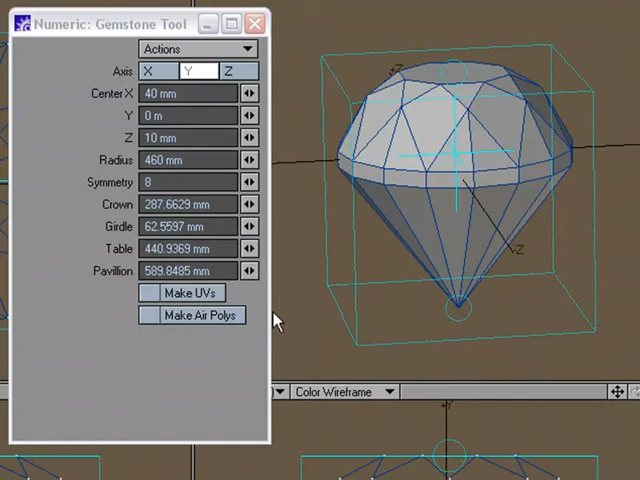 Numeric: Gemstone Tool
Actions
Axis X Y Z
Center X 40 mm
Y 0 m
Z 10 mm
Radius 460 mm
Symmetry 8
Crown 287.6629 mm
Girdle 62.5597 mm
Table 440.9369 mm
Pavillion 589.8485 mm
Make UVs
Make Air Polys
+Z
-Z
Color Wireframe
+Y